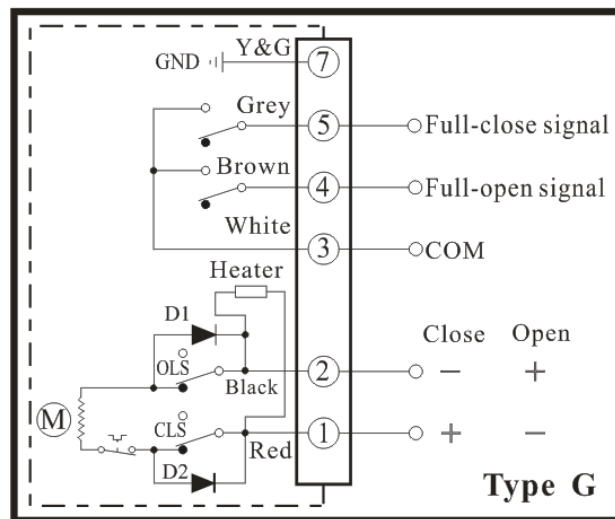 Y&G
GND
7
Grey
5
Full-close signal
Brown
4
Full-open signal
White
3
COM
Heater
D1
Close Open
OLS
Black
2
− +
M
CLS
Red
1
+ −
D2
Type G